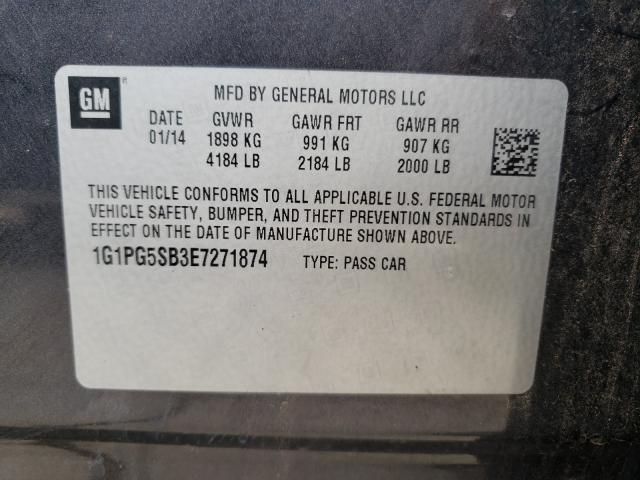 GM
MFD BY GENERAL MOTORS LLC
DATE GVWR GAWR FRT GAWR RR
01/14 1898 KG 991 KG 907 KG
4184 LB 2184 LB 2000 LB
THIS VEHICLE CONFORMS TO ALL APPLICABLE U.S. FEDERAL MOTOR
VEHICLE SAFETY, BUMPER, AND THEFT PREVENTION STANDARDS IN
EFFECT ON THE DATE OF MANUFACTURE SHOWN ABOVE.
1G1PG5SB3E7271874 TYPE: PASS CAR